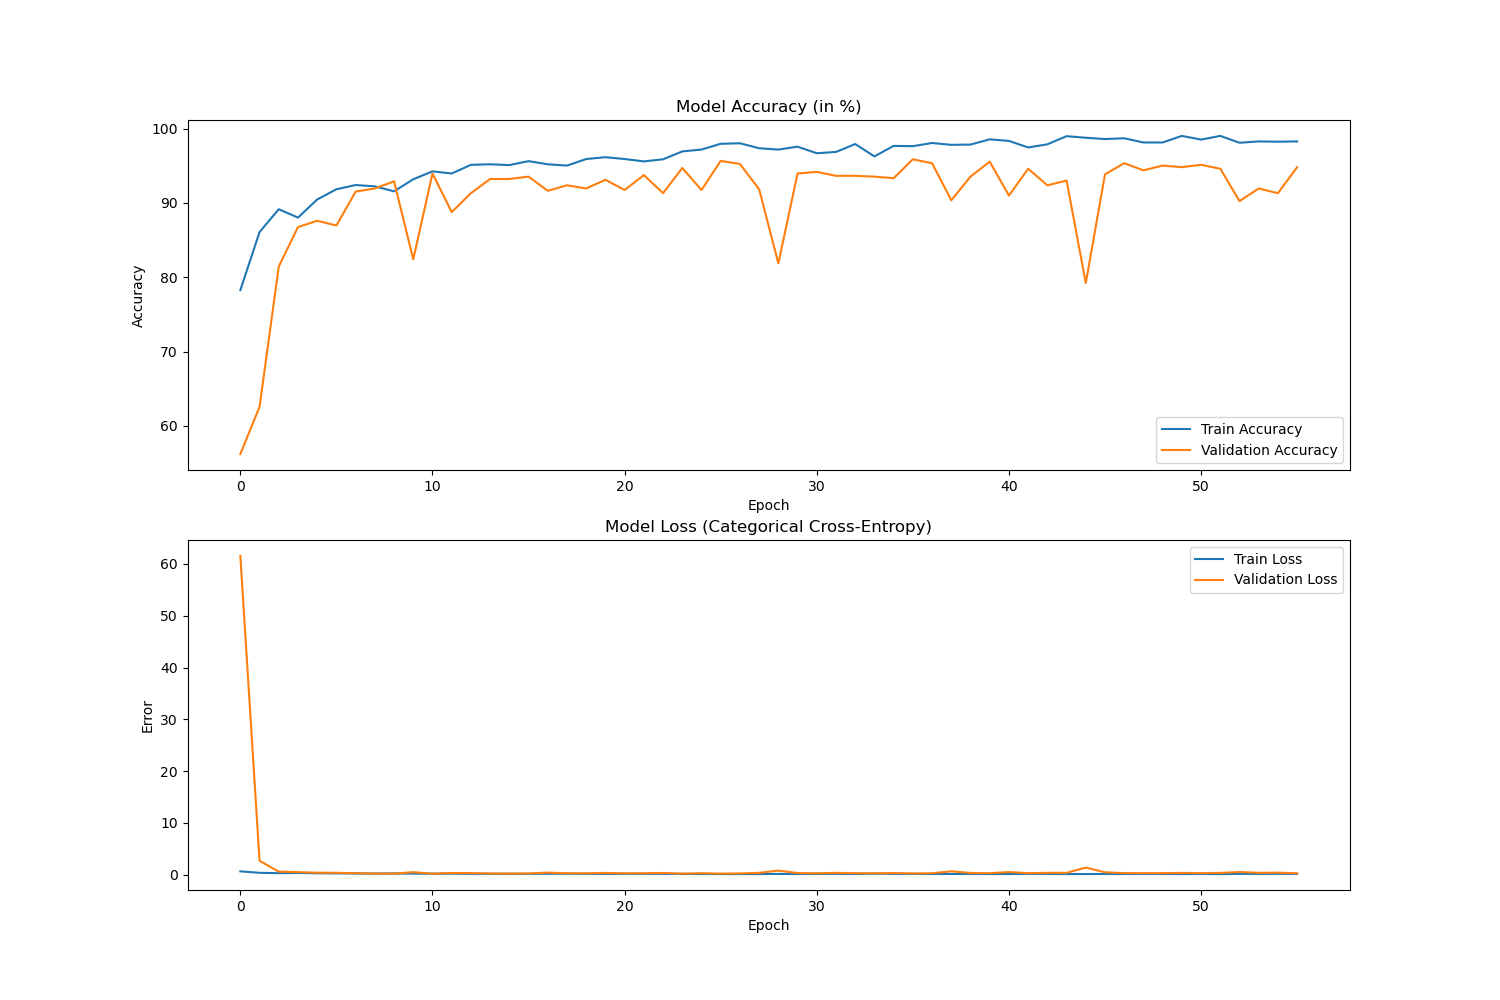 Model Accuracy (in %)
100
90
80
70
60
Accuracy
Train Accuracy
Validation Accuracy
0 10 20 30 40 50
Epoch
Model Loss (Categorical Cross-Entropy)
60
50
40
30
20
10
0
Error
Train Loss
Validation Loss
0 10 20 30 40 50
Epoch